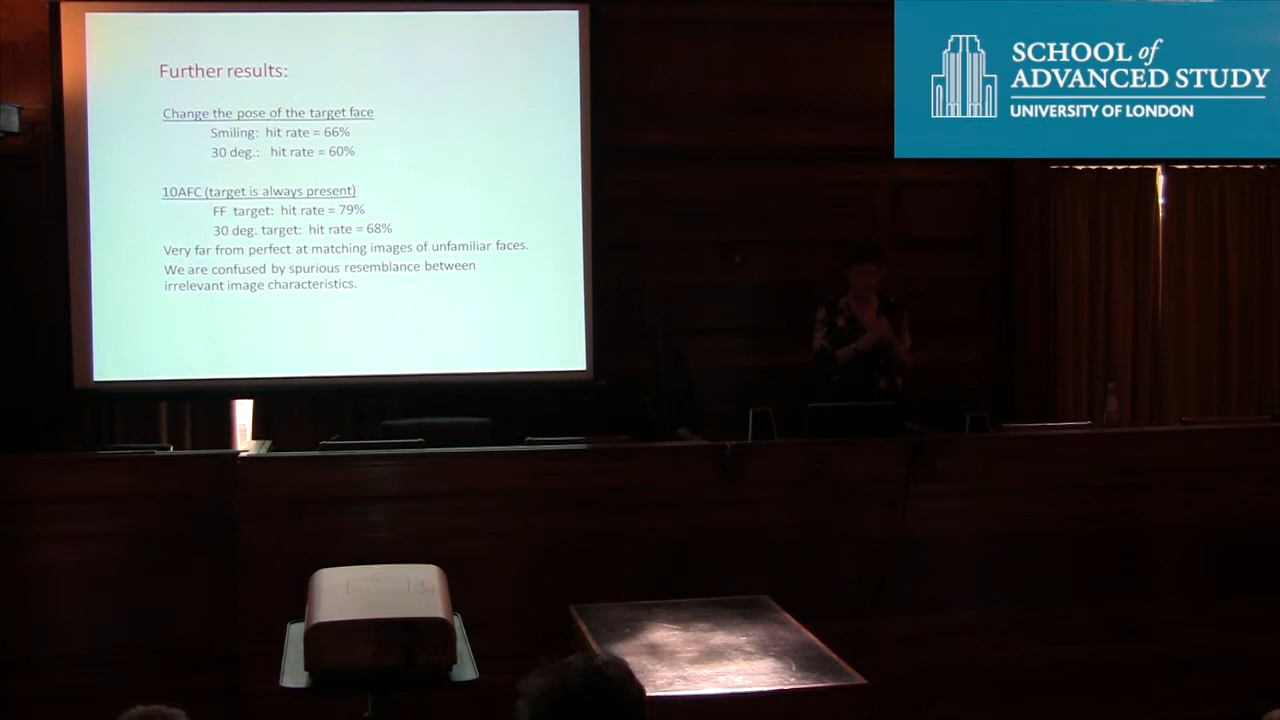 Further results:
Change the pose of the target face
Smiling: hit rate = 66%
30 deg.: hit rate = 60%
10AFC (target is always present)
FF target: hit rate = 79%
30 deg. target: hit rate = 68%
Very far from perfect at matching images of unfamiliar faces.
We are confused by spurious resemblance between
irrelevant image characteristics.
SCHOOL of
ADVANCED STUDY
UNIVERSITY OF LONDON